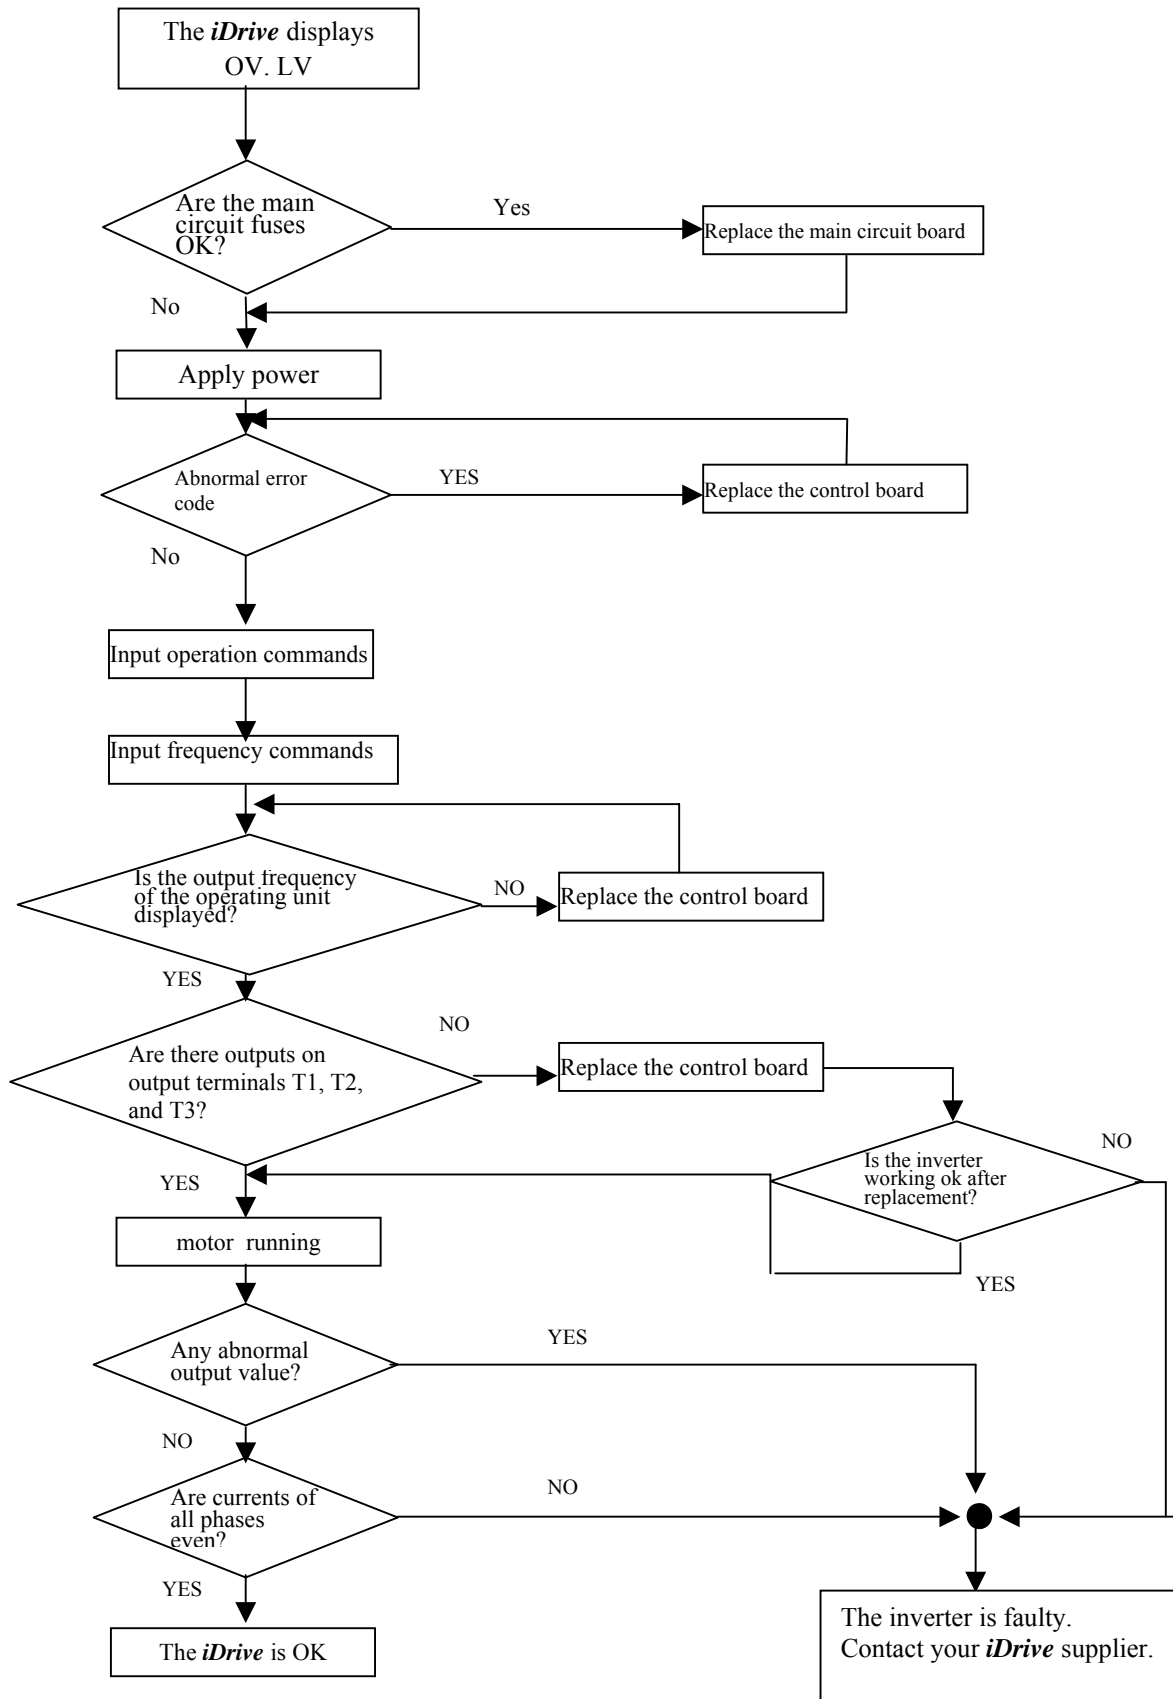 The iDrive displays
OV. LV
Are the main
circuit fuses
OK?
Yes
Replace the main circuit board
No
Apply power
Abnormal error
code
YES
Replace the control board
No
Input operation commands
Input frequency commands
Is the output frequency
of the operating unit
displayed?
NO
Replace the control board
YES
Are there outputs on
output terminals T1, T2,
and T3?
NO
Replace the control board
Is the inverter
working ok after
replacement?
NO
YES
YES
motor running
Any abnormal
output value?
YES
NO
Are currents of
all phases
even?
NO
YES
The iDrive is OK
The inverter is faulty.
Contact your iDrive supplier.